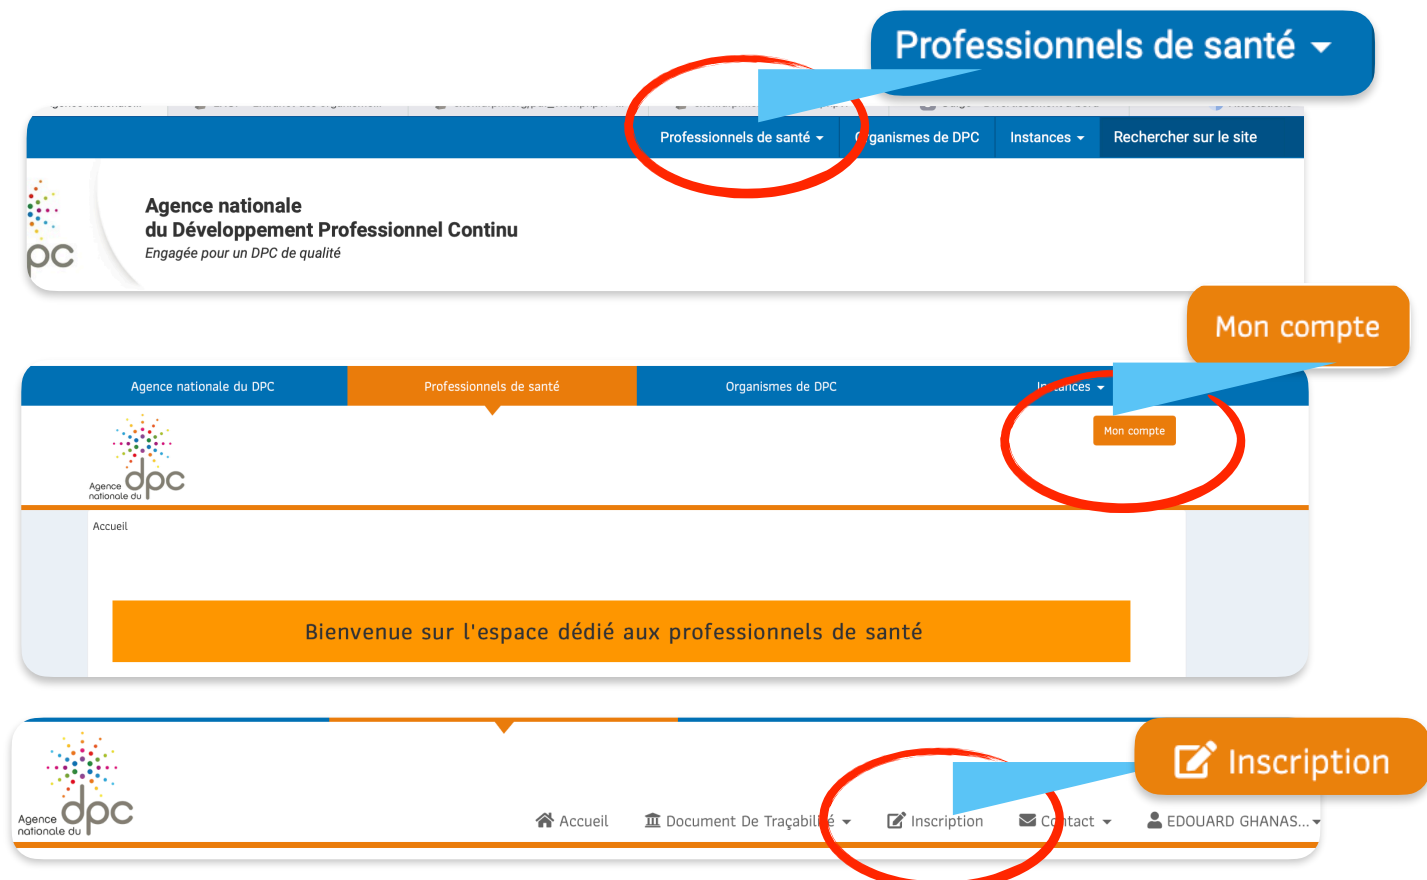 Professionnels de santé
Professionnels de santé
Organismes de DPC
Instances
Rechercher sur le site
Agence nationale
du Développement Professionnel Continu
Engagée pour un DPC de qualité
pc
Mon compte
Agence nationale du DPC
Professionnels de santé
Organismes de DPC
Instances
Mon compte
Agence
nationale du
dpc
Accueil
Bienvenue sur l'espace dédié aux professionnels de santé
Inscription
Agence
nationale du
dpc
Accueil
Document De Traçabilité
Inscription
Contact
EDOUARD GHANAS...